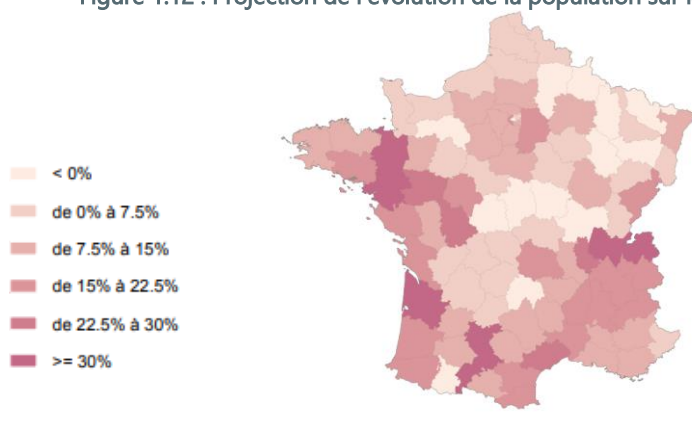 Figure 1.12 : Projection de l'évolution de la population sur
< 0%
de 0% à 7.5%
de 7.5% à 15%
de 15% à 22.5%
de 22.5% à 30%
>= 30%